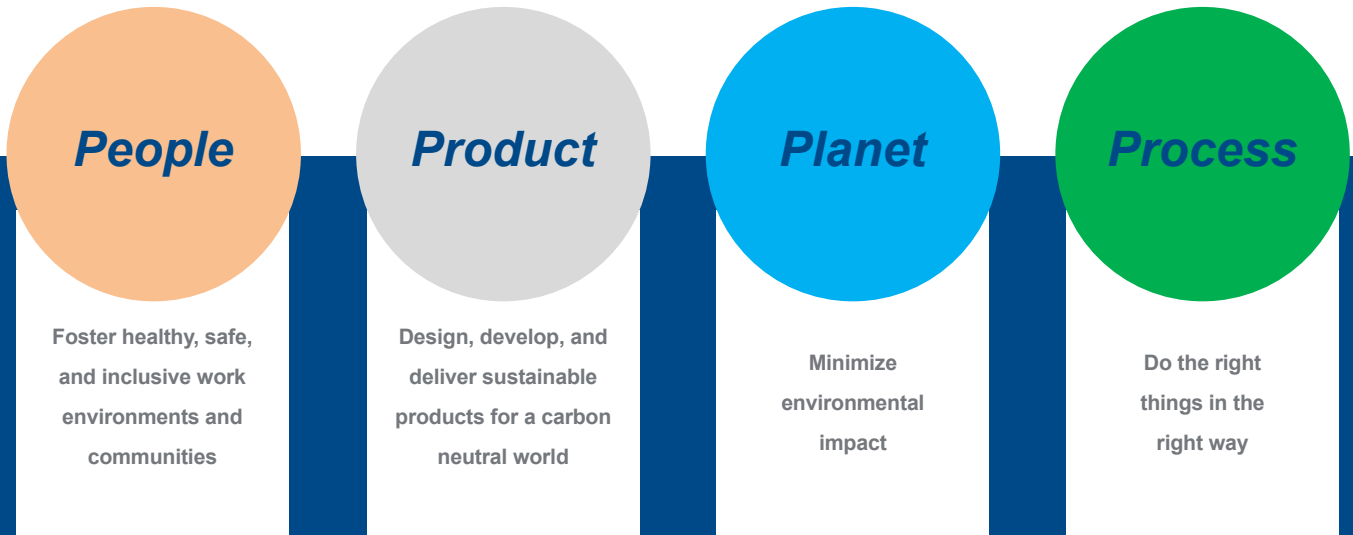 People
Foster healthy, safe,
and inclusive work
environments and
communities
Product
Design, develop, and
deliver sustainable
products for a carbon
neutral world
Planet
Minimize
environmental
impact
Process
Do the right
things in the
right way